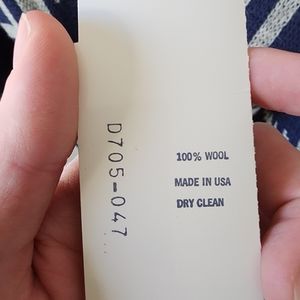 D705-047
100% WOOL
MADE IN USA
DRY CLEAN